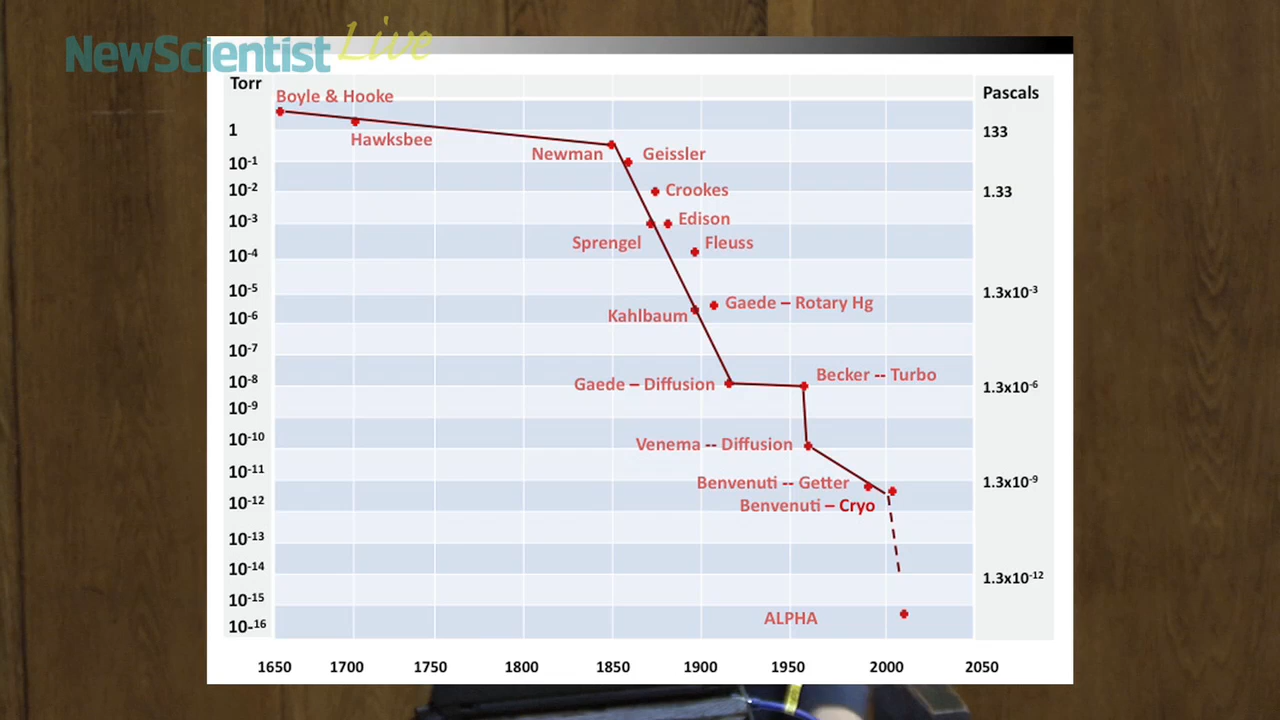 NewScientist Live
Torr
Pascals
Boyle & Hooke
Hawksbee
1
133
Newman
Geissler
10-1
10-2
Crookes
1.33
10-3
Edison
Sprengel
Fleuss
10-4
10-5
1.3x10-3
Gaede – Rotary Hg
Kahlbaum
10-6
10-7
Becker -- Turbo
10-8
Gaede – Diffusion
1.3x10-6
10-9
10-10
Venema -- Diffusion
10-11
Benvenuti -- Getter
1.3x10-9
10-12
Benvenuti – Cryo
10-13
10-14
1.3x10-12
10-15
ALPHA
10-16
1650 1700 1750 1800 1850 1900 1950 2000 2050